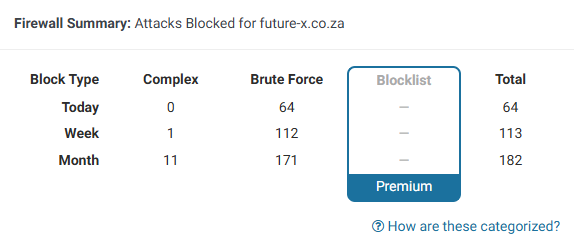 Firewall Summary: Attacks Blocked for future-x.co.za
Block Type Complex Brute Force Blocklist Total
Today 0 64 — 64
Week 1 112 — 113
Month 11 171 — 182
Premium
? How are these categorized?